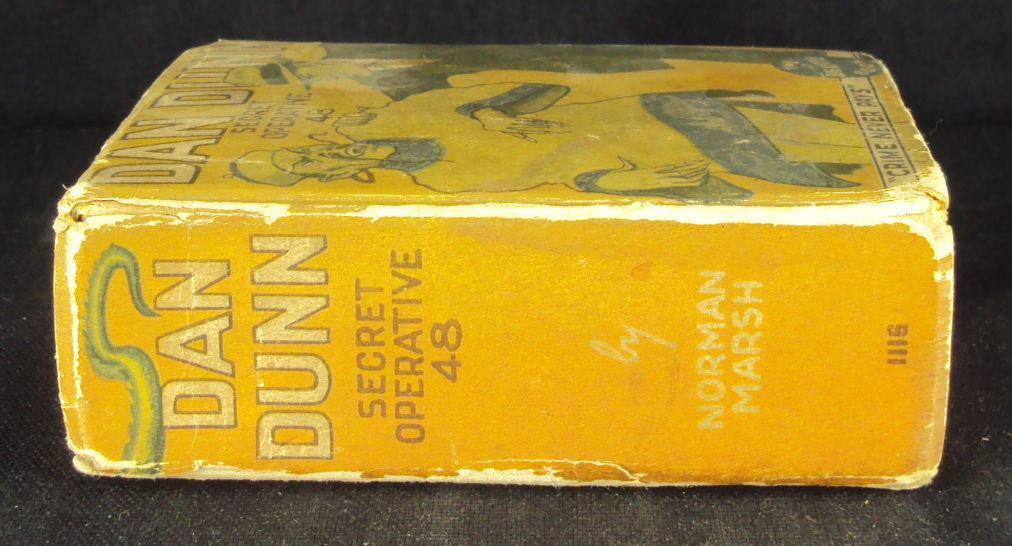 DAN DUNN
SECRET
OPERATIVE
48
"CRIME NEVER PAYS"
DAN
DUNN
SECRET
OPERATIVE
48
by
NORMAN
MARSH
1116